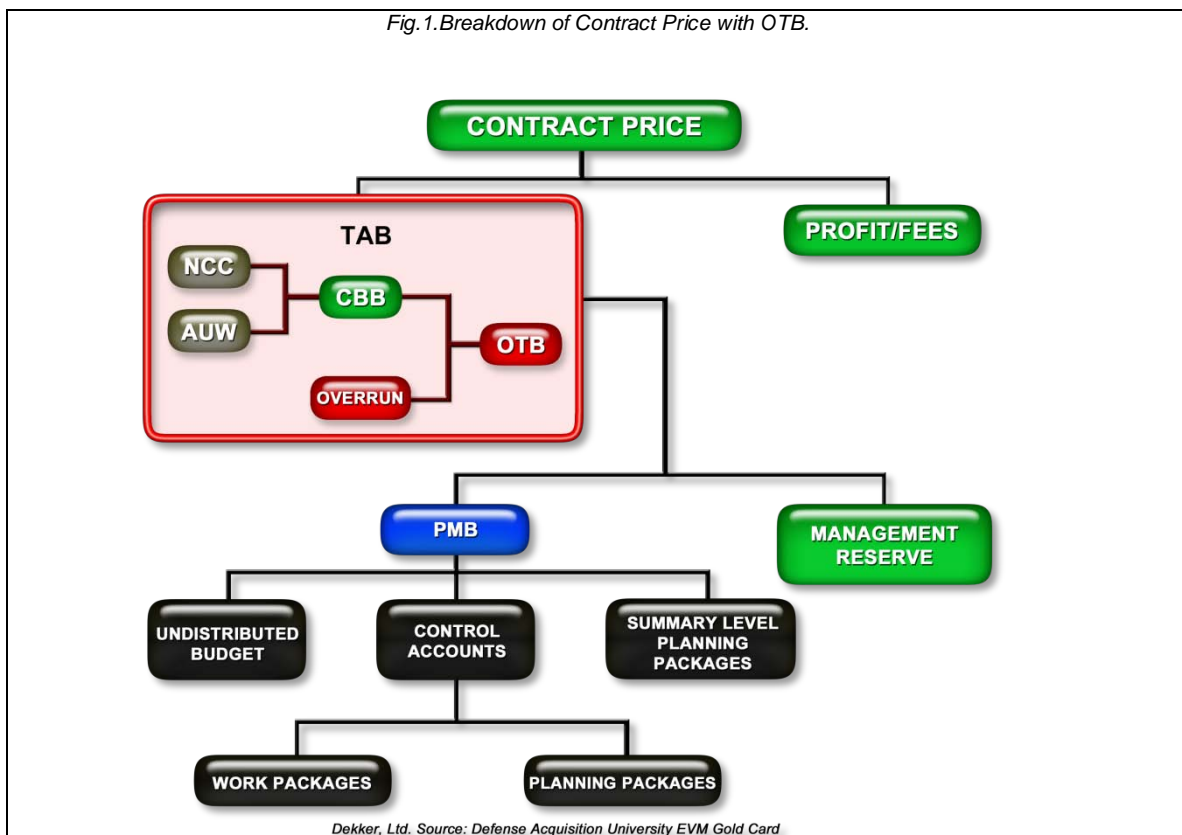 Fig.1.Breakdown of Contract Price with OTB.
CONTRACT PRICE
PROFIT/FEES
TAB
NCC
CBB
AUW
OTB
OVERRUN
PMB
MANAGEMENT
RESERVE
UNDISTRIBUTED
BUDGET
CONTROL
ACCOUNTS
SUMMARY LEVEL
PLANNING
PACKAGES
WORK PACKAGES
PLANNING PACKAGES
Dekker, Ltd. Source: Defense Acquisition University EVM Gold Card